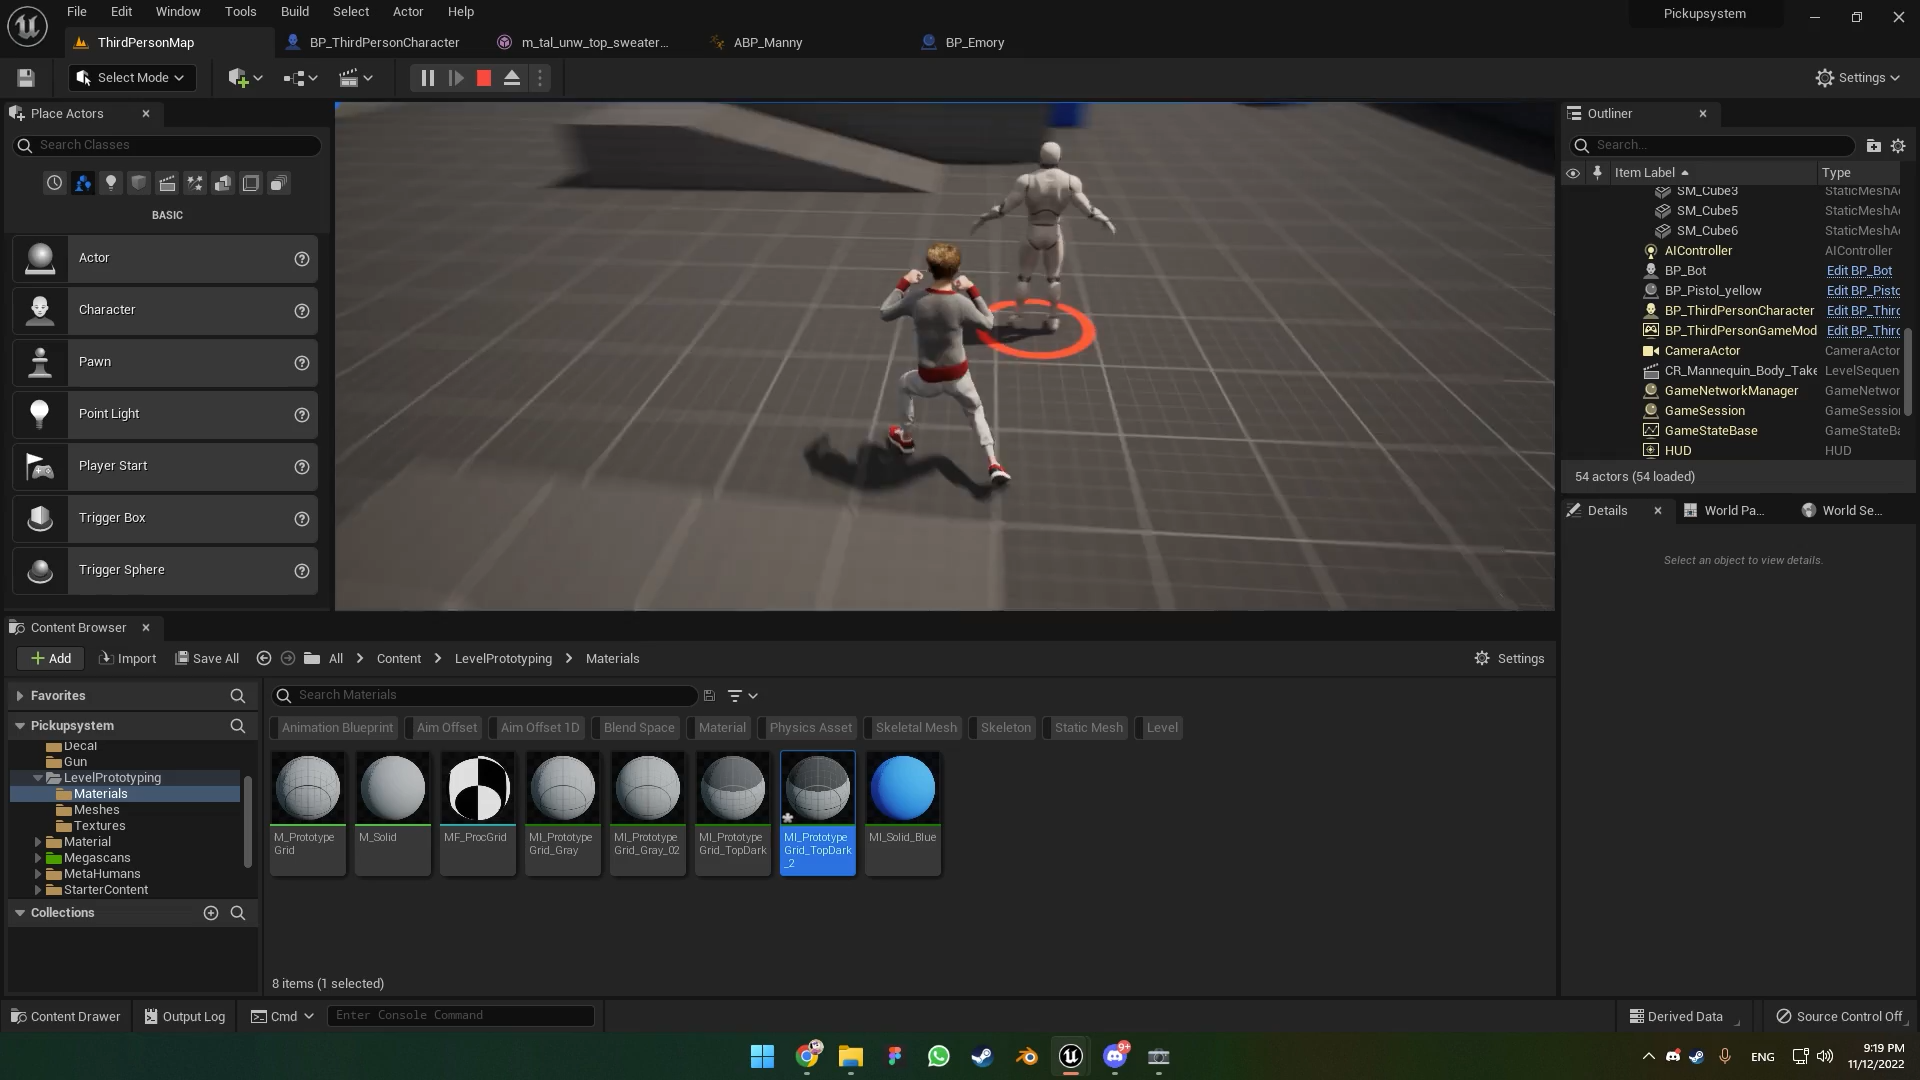 File Edit Window Tools Build Select Actor Help
Pickupsystem
ThirdPersonMap BP_ThirdPersonCharacter m_tal_unw_top_sweater... ABP_Manny BP_Emory
Select Mode
Settings
Place Actors
Search Classes
BASIC
Actor
Character
Pawn
Point Light
Player Start
Trigger Box
Trigger Sphere
Outliner
Search...
Item Label Type
SM_Cube3 StaticMeshA
SM_Cube5 StaticMeshA
SM_Cube6 StaticMeshA
AIController AIController
BP_Bot Edit BP_Bot
BP_Pistol_yellow Edit BP_Pisto
BP_ThirdPersonCharacter Edit BP_Thirc
BP_ThirdPersonGameMod Edit BP_Thirc
CameraActor CameraActor
CR_Mannequin_Body_Take LevelSequen
GameNetworkManager GameNetwor
GameSession GameSessio
GameStateBase GameStateBa
HUD HUD
54 actors (54 loaded)
Details World Pa... World Se...
Select an object to view details.
Content Browser
Add Import Save All All Content LevelPrototyping Materials Settings
Favorites
Search Materials
Pickupsystem
Animation Blueprint Aim Offset Aim Offset 1D Blend Space Material Physics Asset Skeletal Mesh Skeleton Static Mesh Level
Decal
Gun
LevelPrototyping
Materials
Meshes
Textures
Material
Megascans
MetaHumans
StarterContent
Collections
M_Prototype
Grid
M_Solid
MF_ProcGrid
MI_Prototype
Grid_Gray
MI_Prototype
Grid_Gray_02
MI_Prototype
Grid_TopDark
MI_Prototype
Grid_TopDark
_2
MI_Solid_Blue
8 items (1 selected)
Content Drawer Output Log Cmd Enter Console Command Derived Data Source Control Off
9+
ENG
9:19 PM
11/12/2022